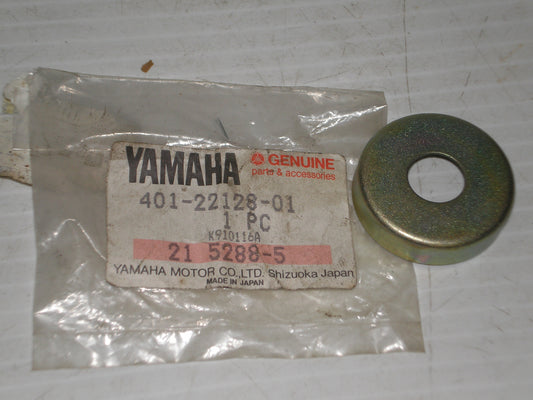 YAMAHA GENUINE
parts & accessories
401-22128-01
1 PC
K910116A
21 5288-5
YAMAHA MOTOR CO., LTD. Shizuoka Japan
MADE IN JAPAN